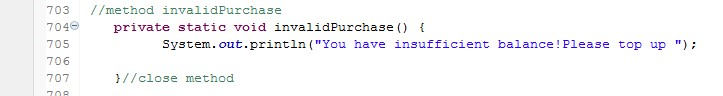 703 //method invalidPurchase
704 private static void invalidPurchase() {
705 System.out.println("You have insufficient balance!Please top up ");
706
707 }//close method
708